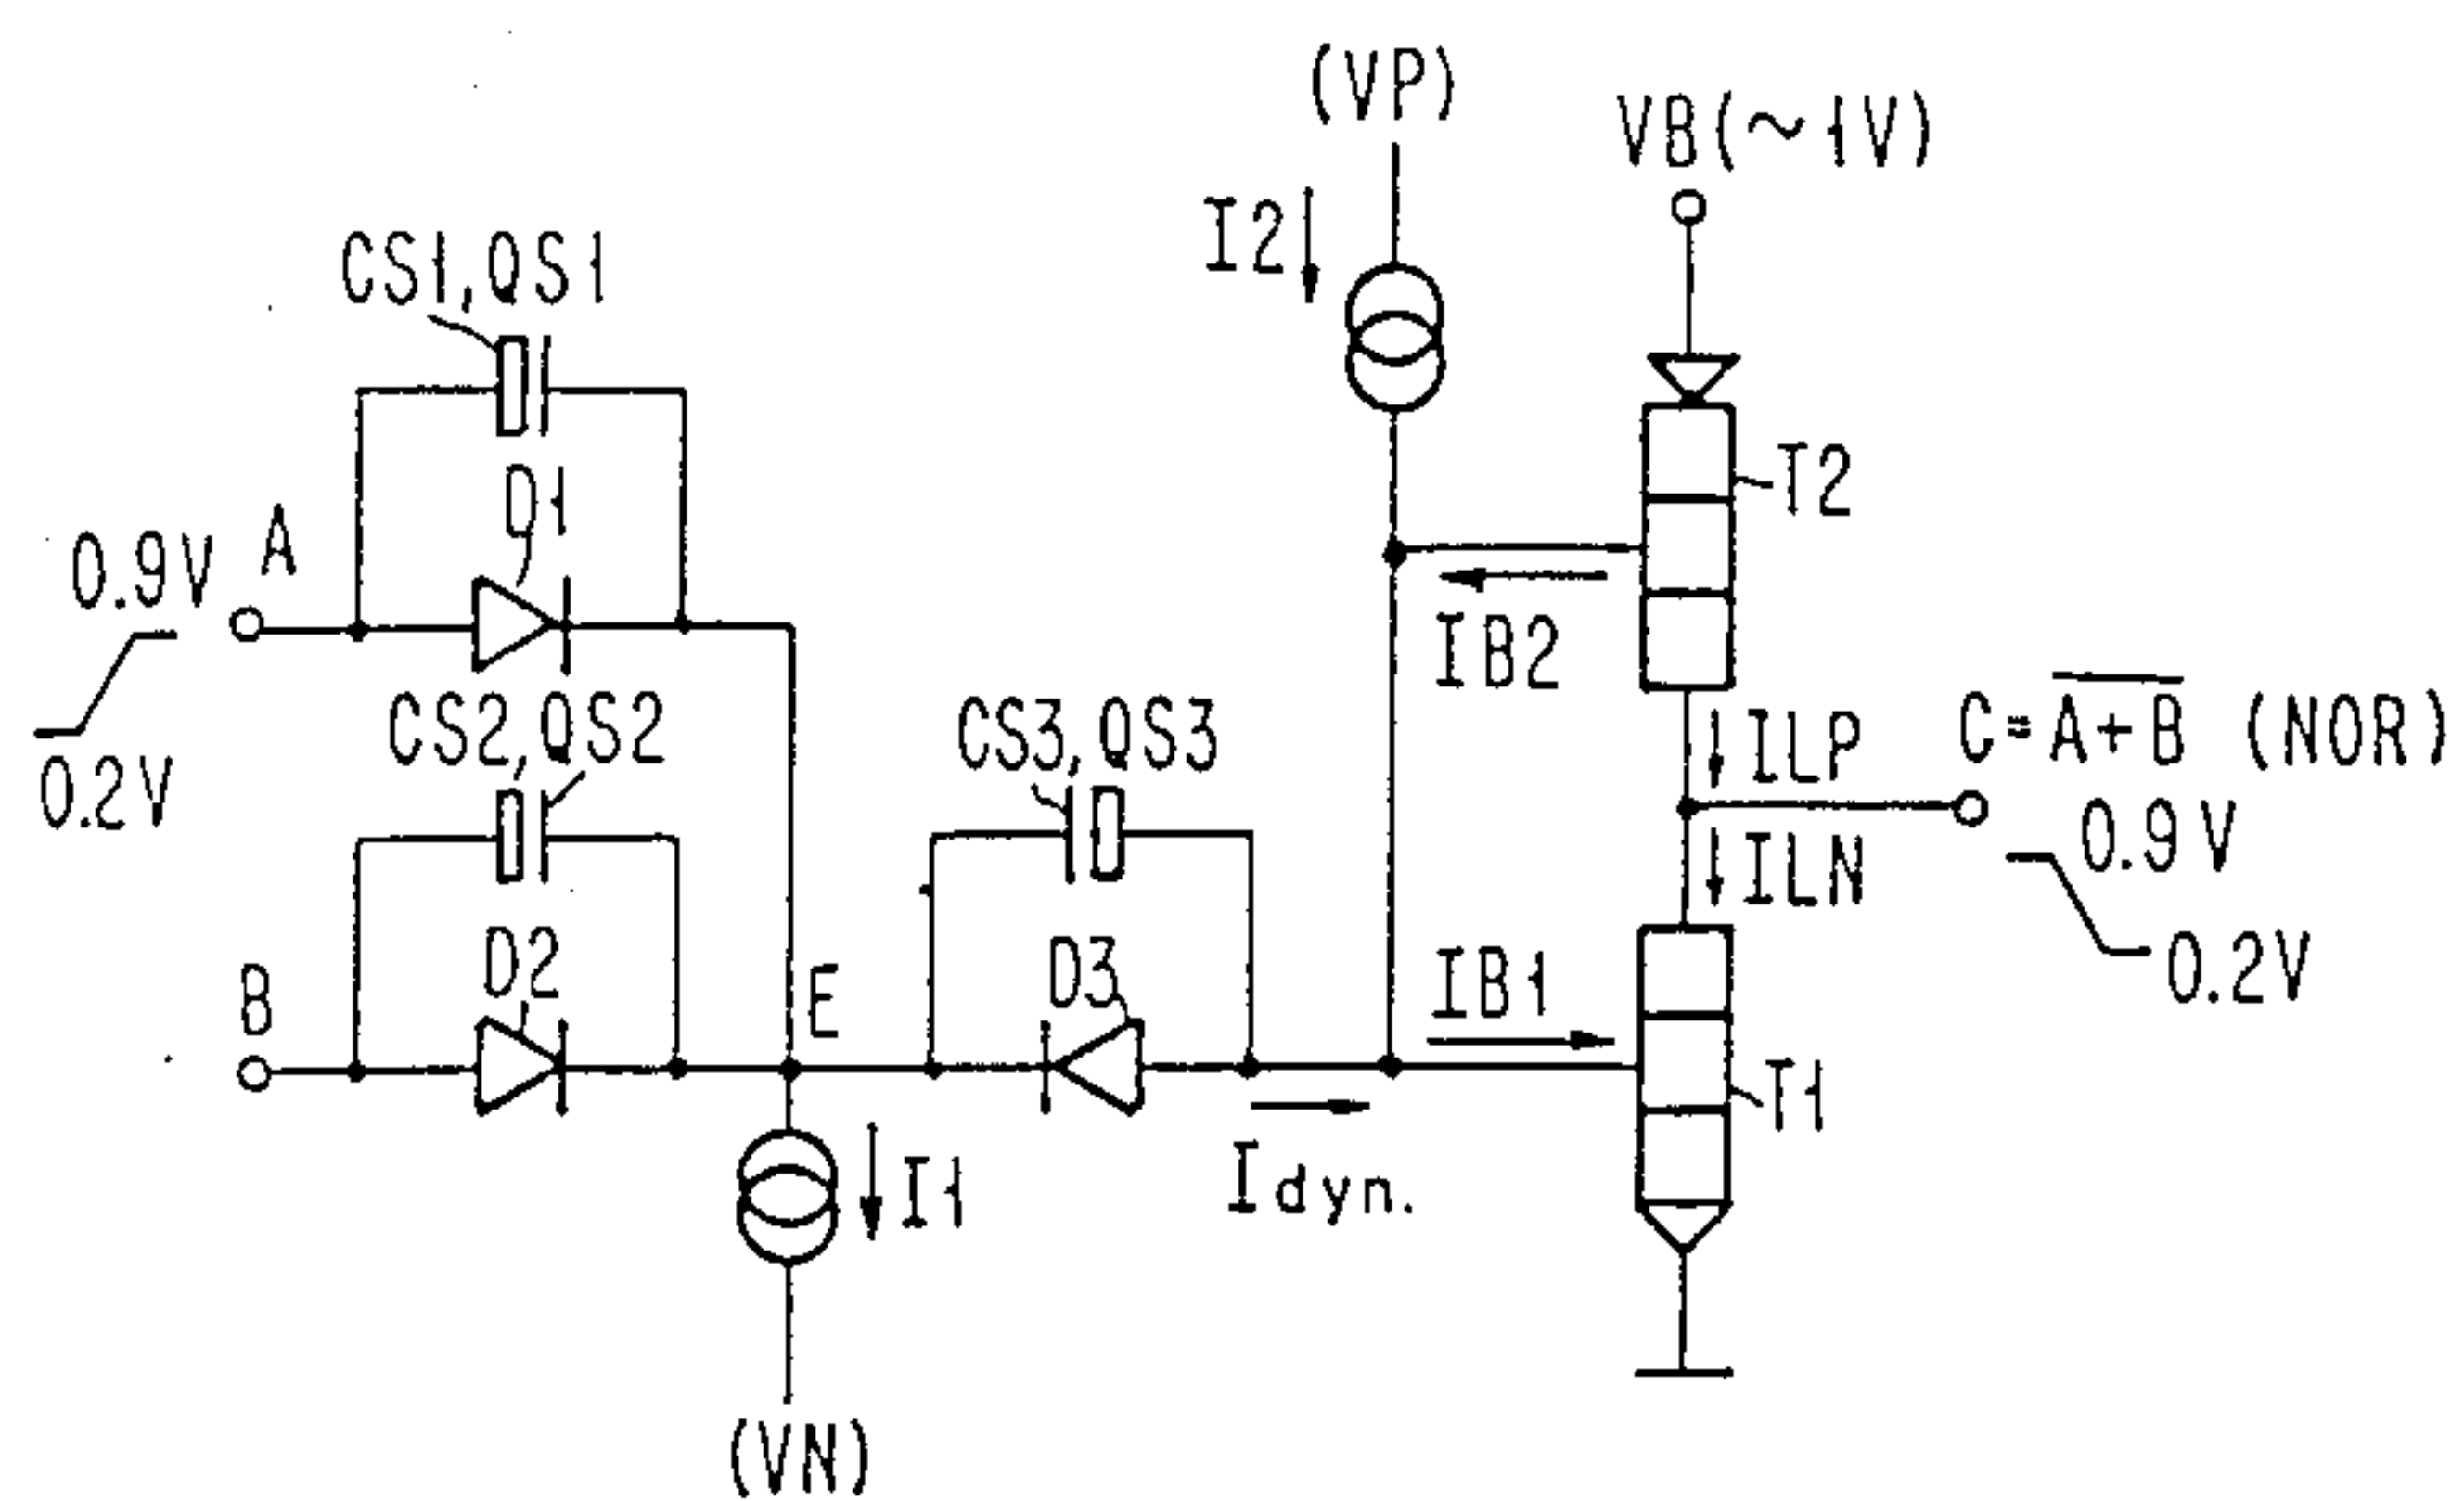 (VP)
VB(~1V)
I2
CS1,QS1
T2
D1
0.9V
A
IB2
CS2,QS2
CS3,QS3
ILP
C=A+B (NOR)
0.2V
0.9V
ILN
D2
D3
IB1
0.2V
B
E
T1
Idyn.
I1
(VN)